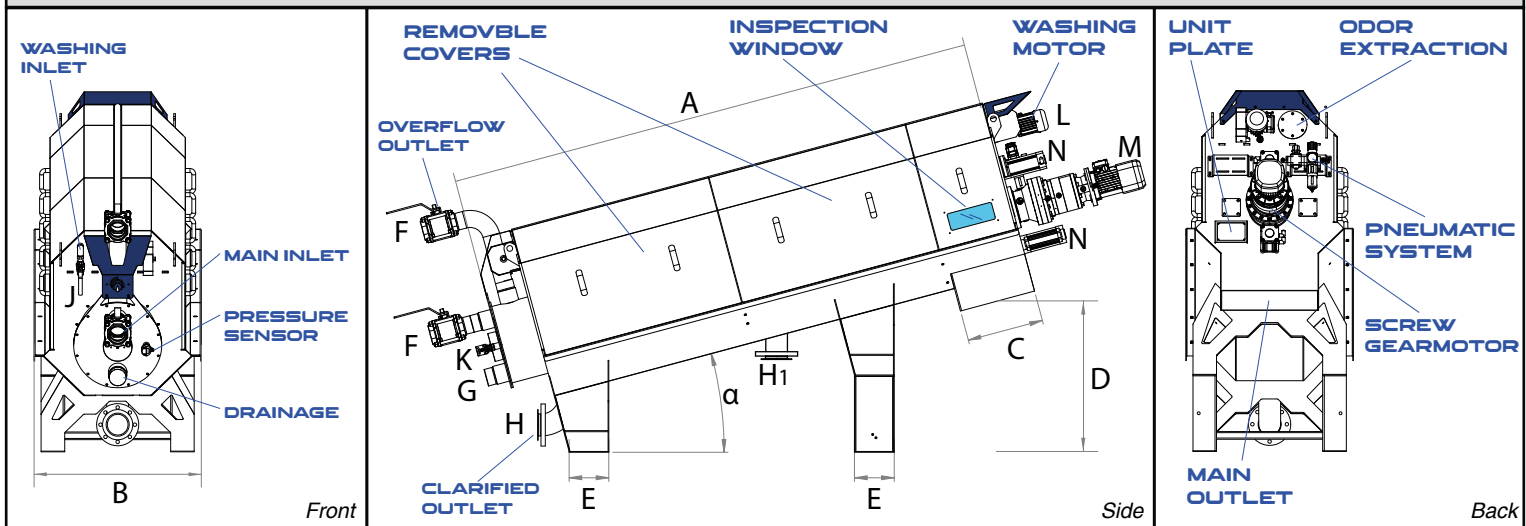 WASHING
INLET
MAIN INLET
J
PRESSURE
SENSOR
DRAINAGE
B
Front
REMOVBLE
COVERS
INSPECTION
WINDOW
WASHING
MOTOR
A
L
OVERFLOW
OUTLET
N
M
F
N
F
K
G
C
H1
D
α
H
CLARIFIED
OUTLET
E
E
Side
UNIT
PLATE
ODOR
EXTRACTION
PNEUMATIC
SYSTEM
SCREW
GEARMOTOR
MAIN
OUTLET
Back